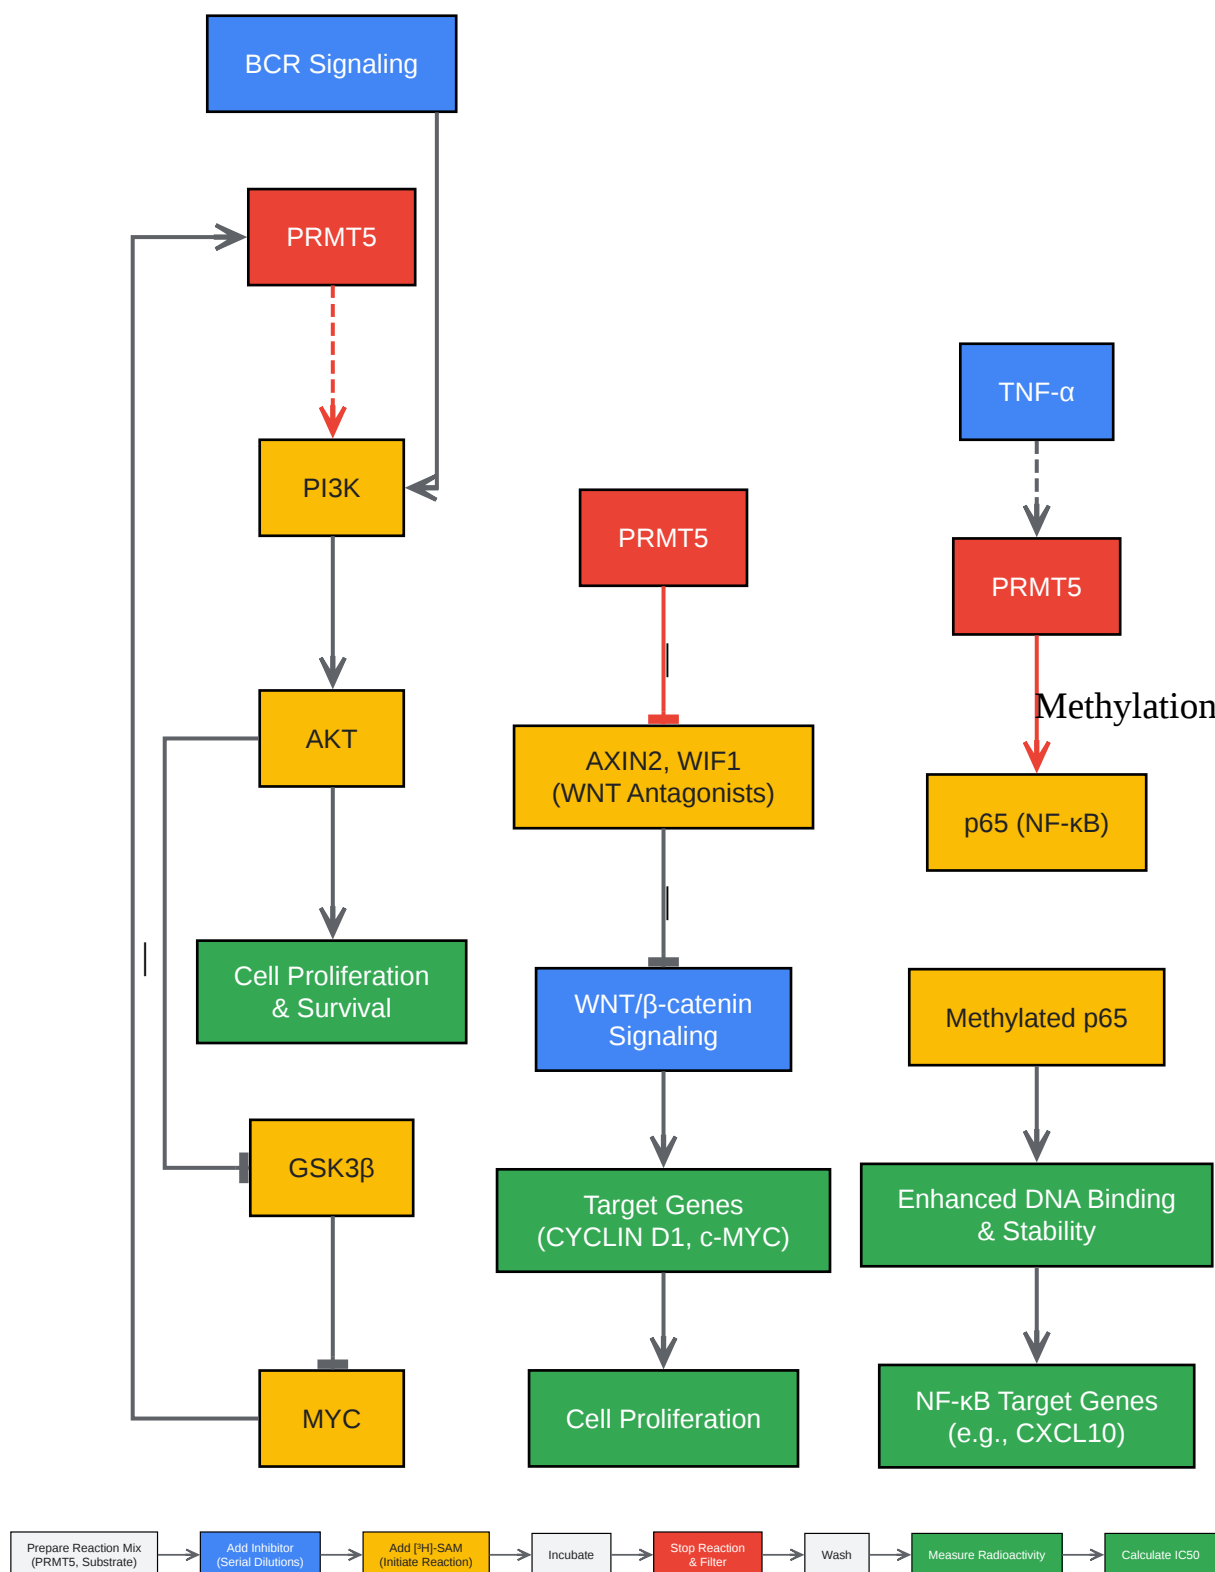 BCR Signaling
PRMT5
PI3K
AKT
Cell Proliferation
& Survival
GSK3β
MYC
PRMT5
AXIN2, WIF1
(WNT Antagonists)
WNT/β-catenin
Signaling
Target Genes
(CYCLIN D1, c-MYC)
Cell Proliferation
TNF-α
PRMT5
Methylation
p65 (NF-κB)
Methylated p65
Enhanced DNA Binding
& Stability
NF-κB Target Genes
(e.g., CXCL10)
Prepare Reaction Mix
(PRMT5, Substrate)
Add Inhibitor
(Serial Dilutions)
Add [³H]-SAM
(Initiate Reaction)
Incubate
Stop Reaction
& Filter
Wash
Measure Radioactivity
Calculate IC50